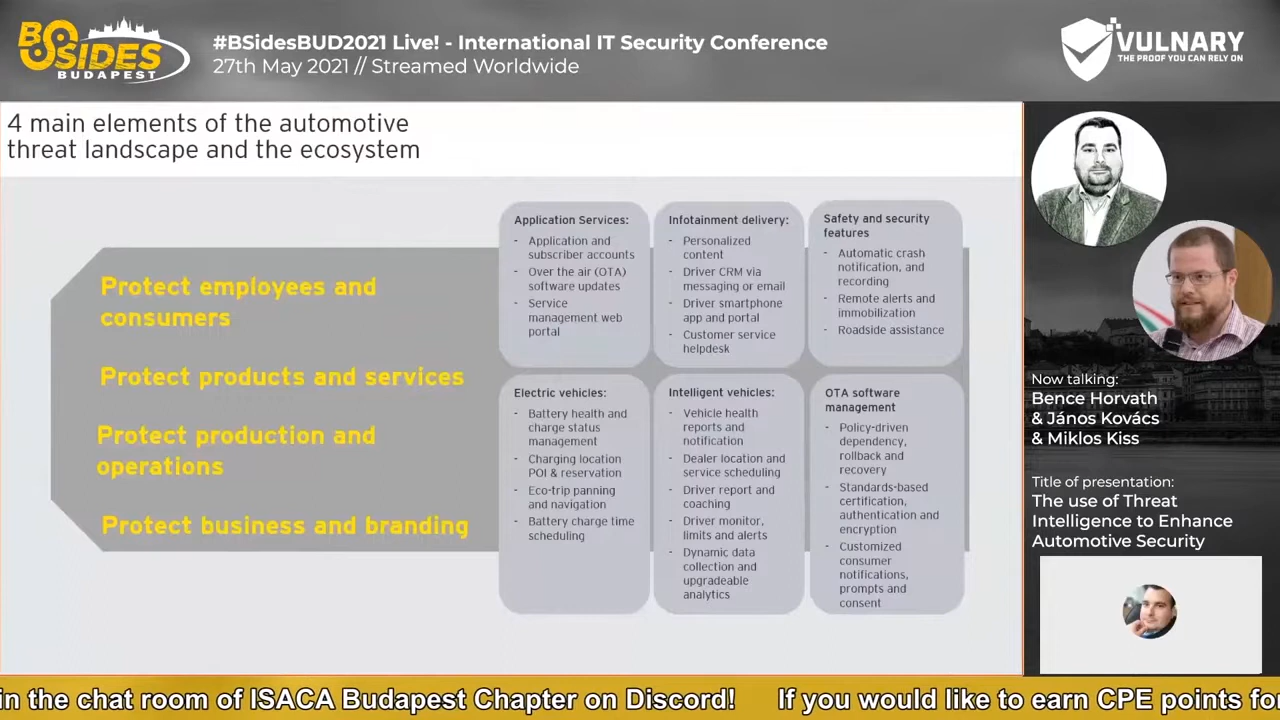 BSIDES
BUDAPEST
#BSidesBUD2021 Live! - International IT Security Conference
27th May 2021 // Streamed Worldwide
VULNARY
THE PROOF YOU CAN RELY ON
4 main elements of the automotive
threat landscape and the ecosystem
Protect employees and
consumers
Protect products and services
Protect production and
operations
Protect business and branding
Application Services:
- Application and
subscriber accounts
- Over the air (OTA)
software updates
- Service
management web
portal
Infotainment delivery:
- Personalized
content
- Driver CRM via
messaging or email
- Driver smartphone
app and portal
- Customer service
helpdesk
Safety and security
features
- Automatic crash
notification, and
recording
- Remote alerts and
immobilization
- Roadside assistance
Electric vehicles:
- Battery health and
charge status
management
- Charging location
POI & reservation
- Eco-trip panning
and navigation
- Battery charge time
scheduling
Intelligent vehicles:
- Vehicle health
reports and
notification
- Dealer location and
service scheduling
- Driver report and
coaching
- Driver monitor,
limits and alerts
- Dynamic data
collection and
upgradeable
analytics
OTA software
management
- Policy-driven
dependency,
rollback and
recovery
- Standards-based
certification,
authentication and
encryption
- Customized
consumer
notifications,
prompts and
consent
Now talking:
Bence Horvath
& János Kovács
& Miklos Kiss
Title of presentation:
The use of Threat
Intelligence to Enhance
Automotive Security
in the chat room of ISACA Budapest Chapter on Discord! If you would like to earn CPE points for